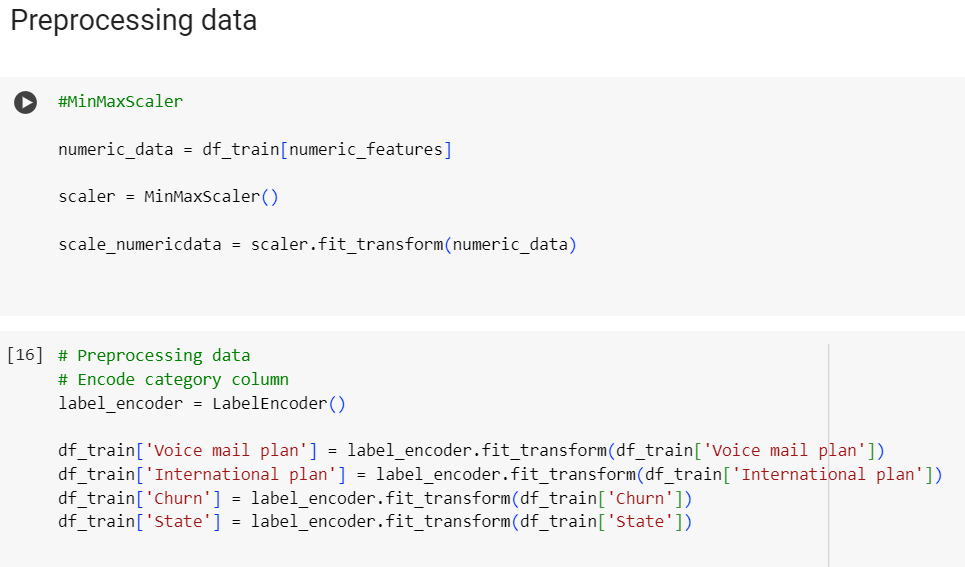 Preprocessing data
#MinMaxScaler
numeric_data = df_train[numeric_features]
scaler = MinMaxScaler()
scale_numericdata = scaler.fit_transform(numeric_data)
[16] # Preprocessing data
# Encode category column
label_encoder = LabelEncoder()
df_train['Voice mail plan'] = label_encoder.fit_transform(df_train['Voice mail plan'])
df_train['International plan'] = label_encoder.fit_transform(df_train['International plan'])
df_train['Churn'] = label_encoder.fit_transform(df_train['Churn'])
df_train['State'] = label_encoder.fit_transform(df_train['State'])